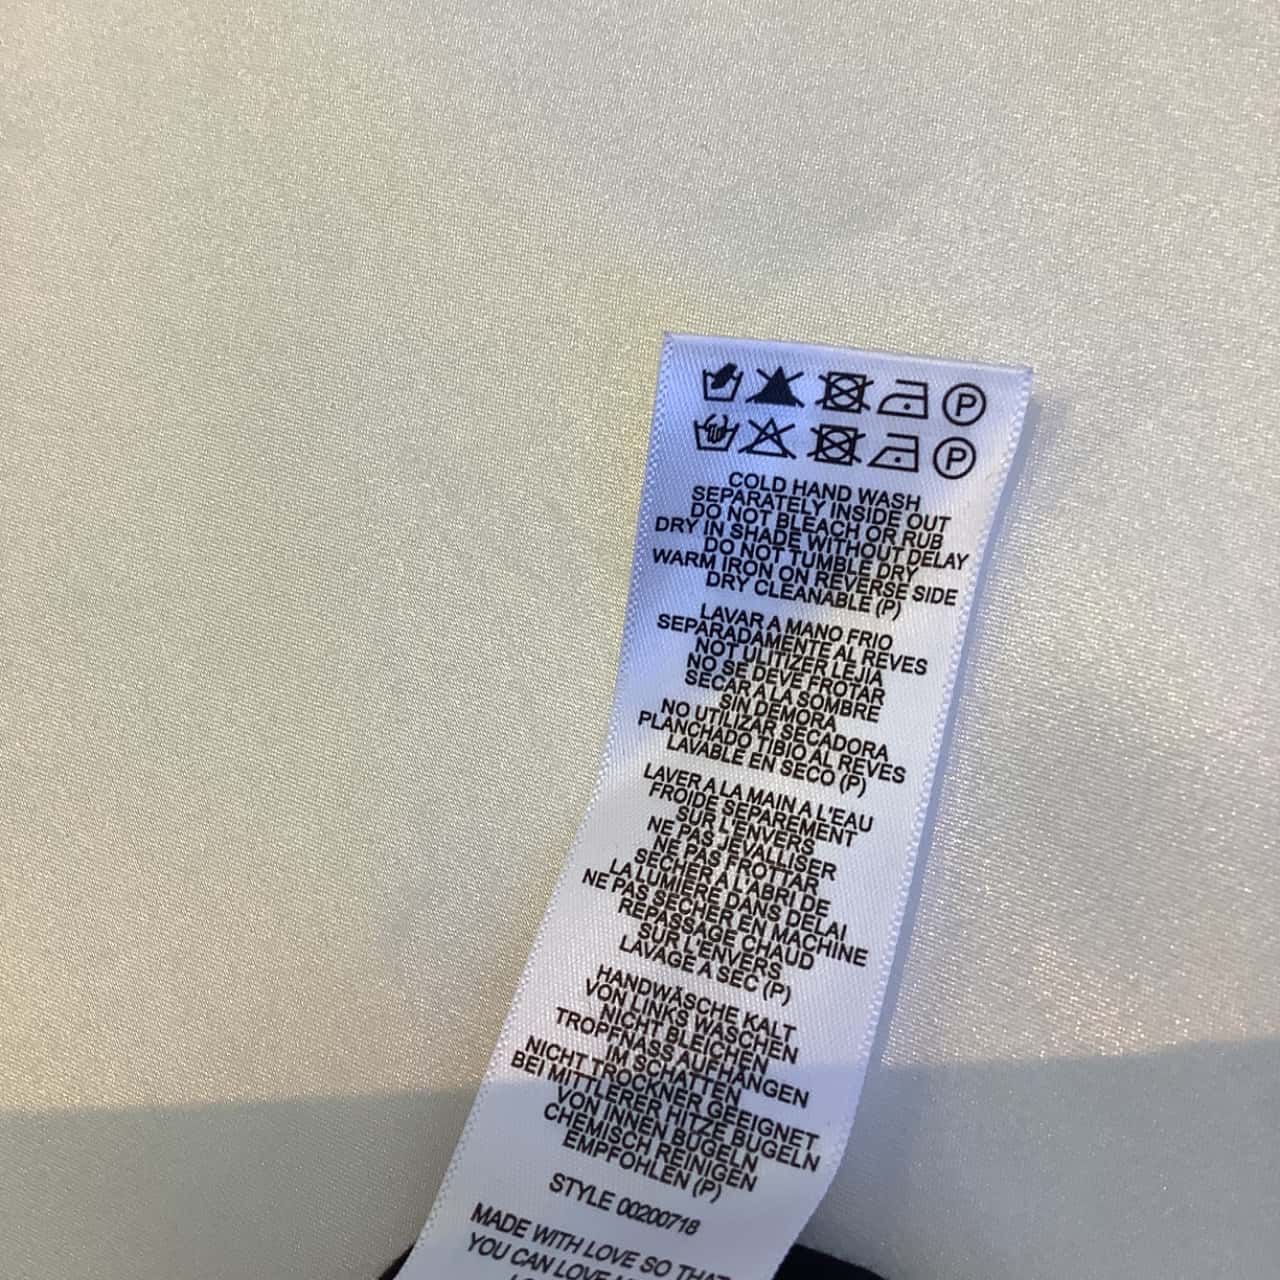 P
P
COLD HAND WASH
SEPARATELY INSIDE OUT
DO NOT BLEACH OR RUB
DRY IN SHADE WITHOUT DELAY
DO NOT TUMBLE DRY
WARM IRON ON REVERSE SIDE
DRY CLEANABLE (P)
LAVAR A MANO FRIO
SEPARADAMENTE AL REVES
NOT ULITIZER LEJIA
NO SE DEVE FROTAR
SECAR A LA SOMBRE
SIN DEMORA
NO UTILIZAR SECADORA
PLANCHADO TIBIO AL REVES
LAVABLE EN SECO (P)
LAVER A LA MAIN A L'EAU
FROIDE SEPAREMENT
SUR L'ENVERS
NE PAS JEVALLISER
NE PAS FROTTAR
SECHER A L'ABRI DE
LA LUMIERE DANS DELAI
NE PAS SECHER EN MACHINE
REPASSAGE CHAUD
SUR L'ENVERS
LAVAGE A SEC (P)
HANDWÄSCHE KALT
VON LINKS WASCHEN
NICHT BLEICHEN
TROPFNASS AUFHANGEN
IM SCHATTEN
NICHT TROCKNER GEEIGNET
BEI MITTLERER HITZE BUGELN
VON INNEN BUGELN
CHEMISCH REINIGEN
EMPFOHLEN (P)
STYLE 00200718
MADE WITH LOVE SO THAT
YOU CAN LOVE